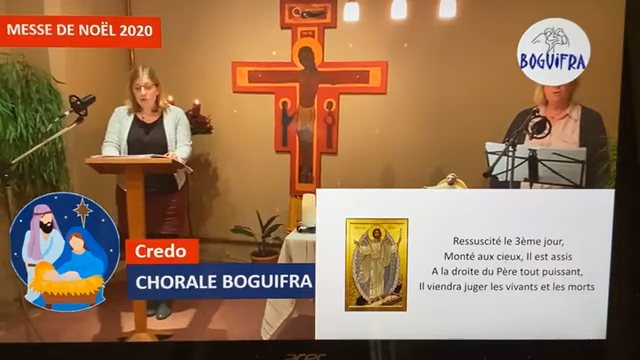 MESSE DE NOËL 2020
BOGUIFRA
Credo
CHORALE BOGUIFRA
Ressuscité le 3ème jour,
Monté aux cieux, Il est assis
A la droite du Père tout puissant,
Il viendra juger les vivants et les morts
acer